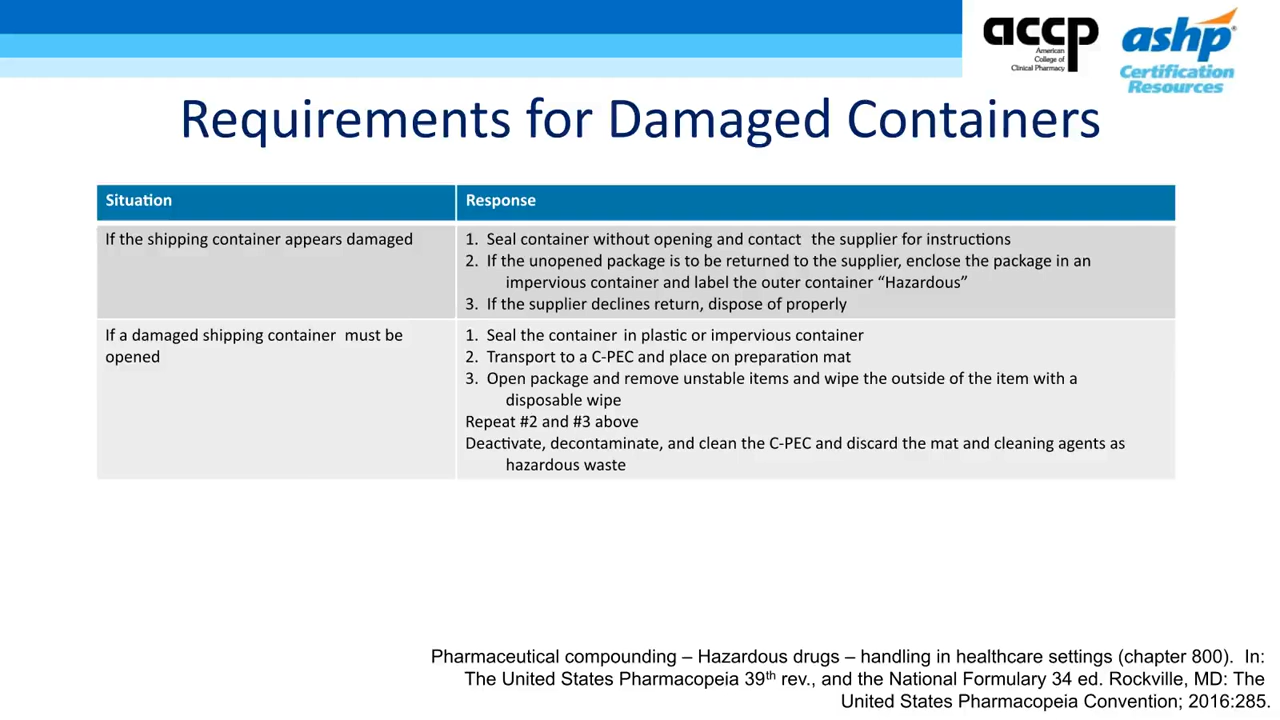 accp
American
College of
Clinical Pharmacy
ashp®
Certification
Resources
Requirements for Damaged Containers
Situation
Response
If the shipping container appears damaged
1. Seal container without opening and contact the supplier for instructions
2. If the unopened package is to be returned to the supplier, enclose the package in an
impervious container and label the outer container “Hazardous”
3. If the supplier declines return, dispose of properly
If a damaged shipping container must be
opened
1. Seal the container in plastic or impervious container
2. Transport to a C-PEC and place on preparation mat
3. Open package and remove unstable items and wipe the outside of the item with a
disposable wipe
Repeat #2 and #3 above
Deactivate, decontaminate, and clean the C-PEC and discard the mat and cleaning agents as
hazardous waste
Pharmaceutical compounding – Hazardous drugs – handling in healthcare settings (chapter 800). In:
The United States Pharmacopeia 39th rev., and the National Formulary 34 ed. Rockville, MD: The
United States Pharmacopeia Convention; 2016:285.